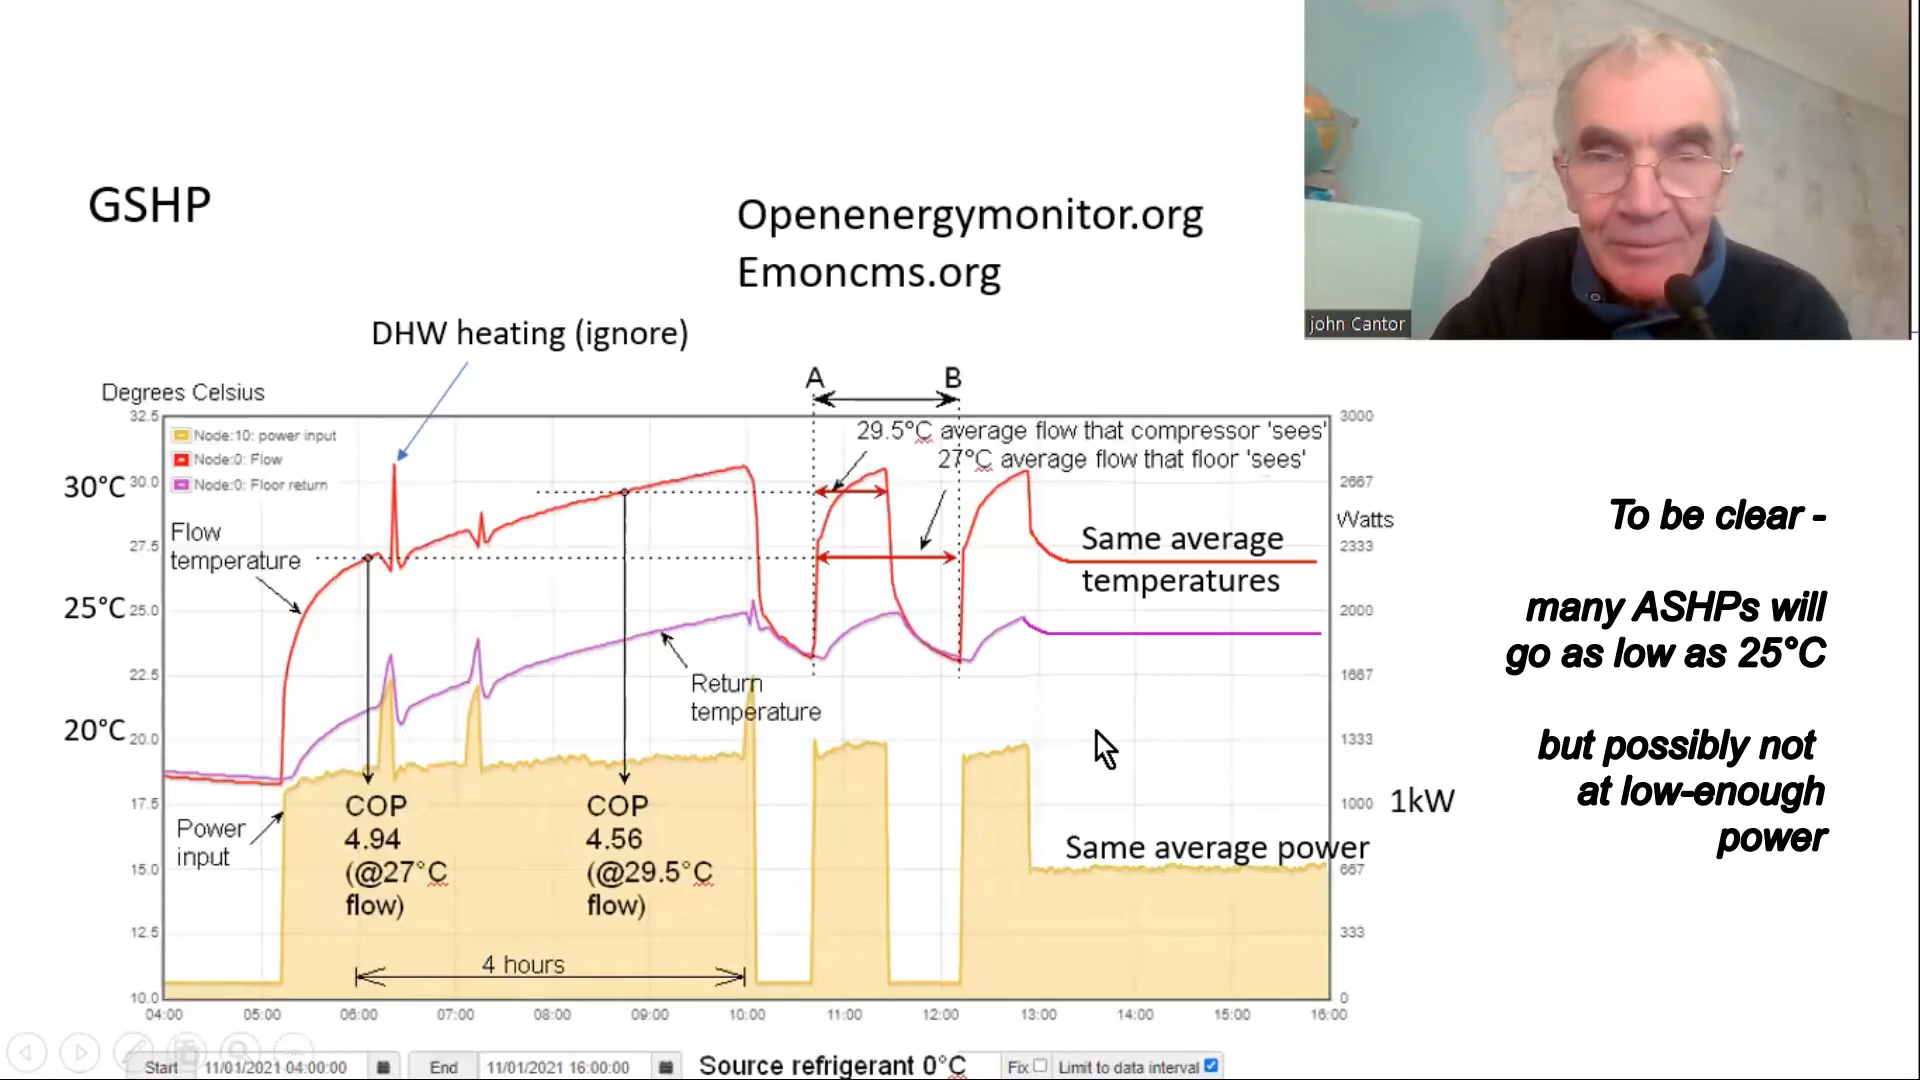 GSHP
Openenergymonitor.org
Emoncms.org
john Cantor
DHW heating (ignore)
A
B
Degrees Celsius
32.5
30.0
27.5
25.0
22.5
20.0
17.5
15.0
12.5
10.0
30°C
25°C
20°C
Node:10: power input
Node:0: Flow
Node:0: Floor return
29.5°C average flow that compressor 'sees'
27°C average flow that floor 'sees'
Flow
temperature
Return
temperature
Power
input
COP
4.94
(@27°C
flow)
COP
4.56
(@29.5°C
flow)
4 hours
Same average
temperatures
Same average power
3000
2667
Watts
2333
2000
1667
1333
1000
667
333
0
1kW
04:00
05:00
06:00
07:00
08:00
09:00
10:00
11:00
12:00
13:00
14:00
15:00
16:00
To be clear -
many ASHPs will
go as low as 25°C
but possibly not
at low-enough
power
Start 11/01/2021 04:00:00
End 11/01/2021 16:00:00
Source refrigerant 0°C
Fix
Limit to data interval